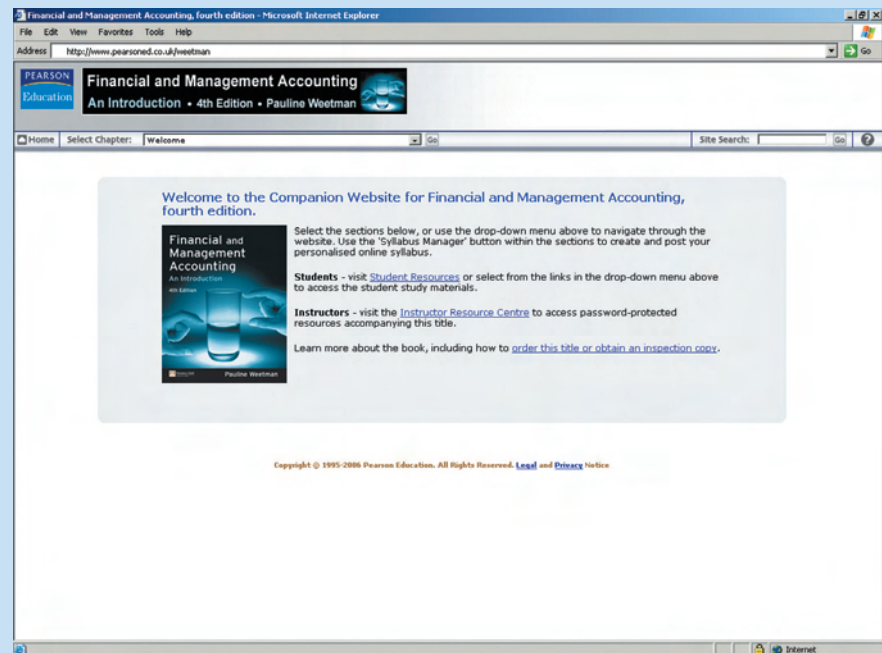 Financial and Management Accounting, fourth edition - Microsoft Internet Explorer
File Edit View Favorites Tools Help
Address http://www.pearsoned.co.uk/weetman Go
PEARSON
Education
Financial and Management Accounting
An Introduction • 4th Edition • Pauline Weetman
Home Select Chapter: Welcome Go Site Search: Go ?
Welcome to the Companion Website for Financial and Management Accounting,
fourth edition.
Financial and
Management
Accounting
An Introduction
4th Edition
Pauline Weetman
Select the sections below, or use the drop-down menu above to navigate through the
website. Use the 'Syllabus Manager' button within the sections to create and post your
personalised online syllabus.
Students - visit Student Resources or select from the links in the drop-down menu above
to access the student study materials.
Instructors - visit the Instructor Resource Centre to access password-protected
resources accompanying this title.
Learn more about the book, including how to order this title or obtain an inspection copy.
Copyright © 1995-2006 Pearson Education. All Rights Reserved. Legal and Privacy Notice
Internet